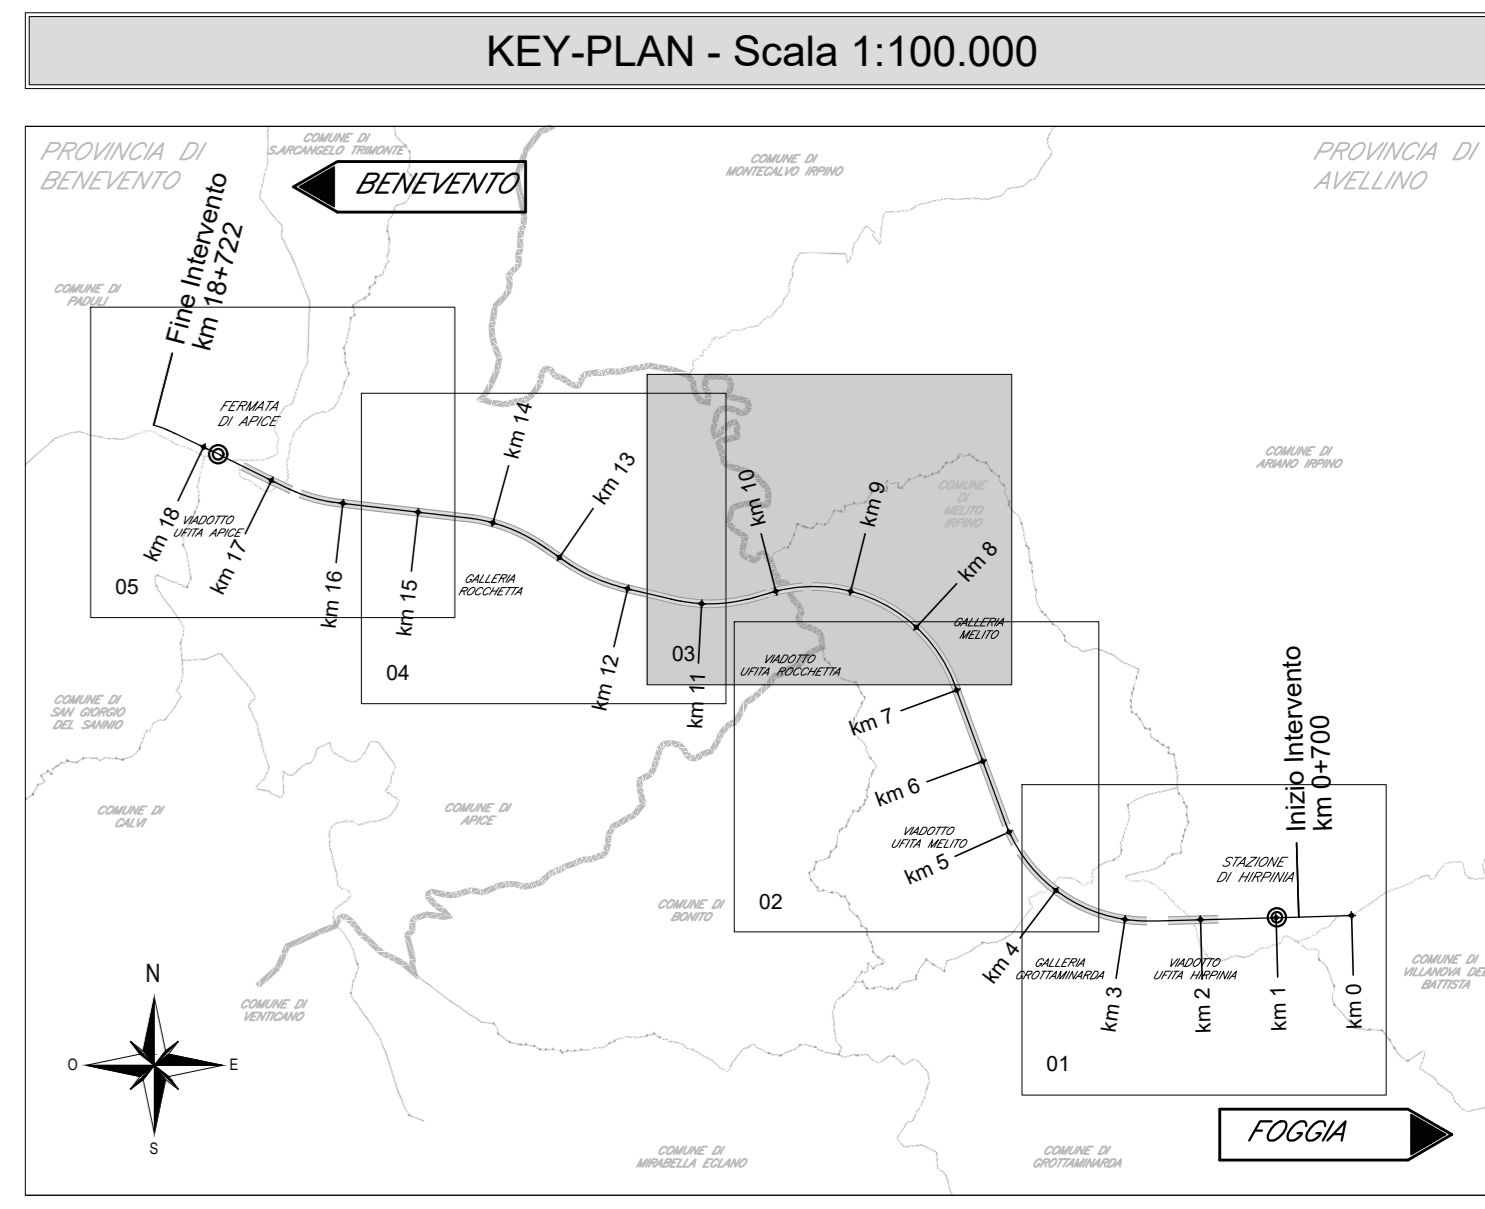 KEY-PLAN - Scala 1:100.000
PROVINCIA DI
BENEVENTO
COMUNE DI
S.ARCANGELO TRIMONTE
BENEVENTO
COMUNE DI
MONTECALVO IRPINO
PROVINCIA DI
AVELLINO
Fine Intervento
km 18+722
COMUNE DI
PADULI
FERMATA
DI APICE
km 14
km 13
km 10
km 9
COMUNE
DI
MELITO
IRPINO
COMUNE DI
ARIANO IRPINO
km 18
VIADOTTO
UFITA APICE
km 17
km 16
km 15
GALLERIA
ROCCHETTA
km 8
05
04
03
km 12
km 11
VIADOTTO
UFITA ROCCHETTA
GALLERIA
MELITO
COMUNE DI
SAN GIORGIO
DEL SANNIO
km 7
km 6
Inizio Intervento
km 0+700
COMUNE DI
CALVI
COMUNE DI
APICE
VIADOTTO
UFITA MELITO
km 5
STAZIONE
DI HIRPINIA
COMUNE DI
BONITO
02
km 4
GALLERIA
GROTTAMINARDA
VIADOTTO
UFITA HIRPINIA
km 3
km 2
km 1
km 0
COMUNE DI
VILLANOVA DEL
BATTISTA
COMUNE DI
VENTICANO
N
O
E
S
01
FOGGIA
COMUNE DI
MIRABELLA ECLANO
COMUNE DI
GROTTAMINARDA